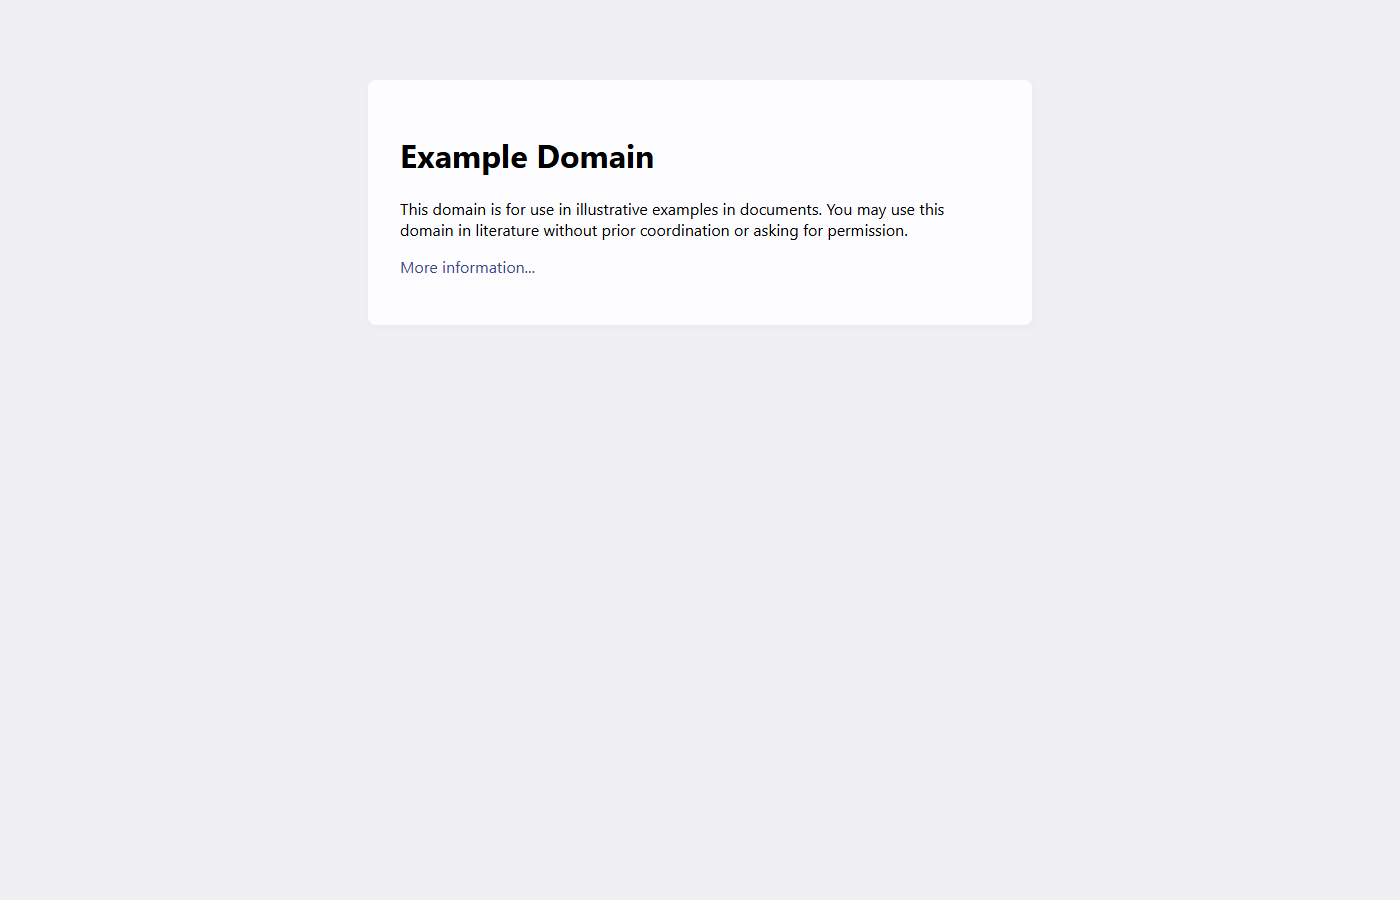 Example Domain
This domain is for use in illustrative examples in documents. You may use this
domain in literature without prior coordination or asking for permission.
More information...